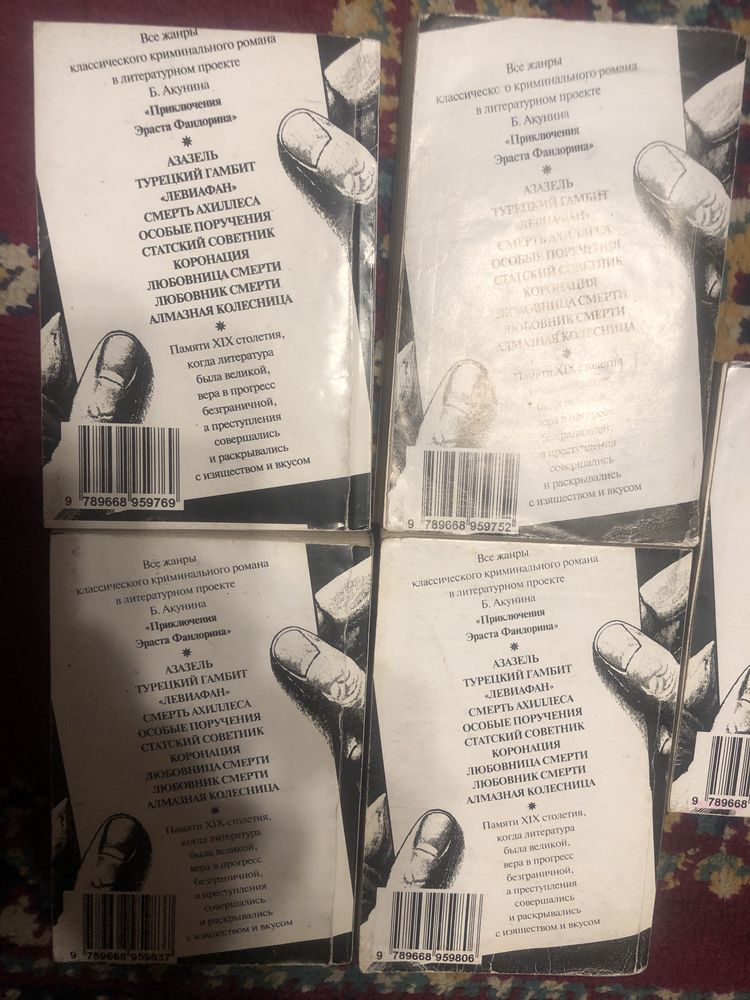 Все жанры
классического криминального романа
в литературном проекте
Б. Акунина
«Приключения
Эраста Фандорина»
АЗАЗЕЛЬ
ТУРЕЦКИЙ ГАМБИТ
«ЛЕВИАФАН»
СМЕРТЬ АХИЛЛЕСА
ОСОБЫЕ ПОРУЧЕНИЯ
СТАТСКИЙ СОВЕТНИК
КОРОНАЦИЯ
ЛЮБОВНИЦА СМЕРТИ
ЛЮБОВНИК СМЕРТИ
АЛМАЗНАЯ КОЛЕСНИЦА
Памяти XIX столетия,
когда литература
была великой,
вера в прогресс
безграничной,
а преступления
совершались
и раскрывались
с изяществом и вкусом
9 789668 959769
Все жанры
классическо о криминального романа
в литературном проекте
Б. Акунина
«Приключения
Эраста Фандорина»
АЗАЗЕЛЬ
ТУРЕЦКИЙ ГАМБИТ
«ЛЕВИАФАН»
СМЕРТЬ АХИЛЛЕСА
ОСОБЫЕ ПОРУЧЕНИЯ
СТАТСКИЙ СОВЕТНИК
КОРОНАЦИЯ
ЛЮБОВНИЦА СМЕРТИ
ЛЮБОВНИК СМЕРТИ
АЛМАЗНАЯ КОЛЕСНИЦА
Памяти XIX столетия
вера в прогресс
безграничной,
а преступления
совершались
и раскрывались
с изяществом и вкусом
9 789668 959752
Все жанры
классического криминального романа
в литературном проекте
Б. Акунина
«Приключения
Эраста Фандорина»
АЗАЗЕЛЬ
ТУРЕЦКИЙ ГАМБИТ
«ЛЕВИАФАН»
СМЕРТЬ АХИЛЛЕСА
ОСОБЫЕ ПОРУЧЕНИЯ
СТАТСКИЙ СОВЕТНИК
КОРОНАЦИЯ
ЛЮБОВНИЦА СМЕРТИ
ЛЮБОВНИК СМЕРТИ
АЛМАЗНАЯ КОЛЕСНИЦА
Памяти XIX столетия,
когда литература
была великой,
вера в прогресс
безграничной,
а преступления
совершались
и раскрывались
с изяществом и вкусом
9 789668 959837
Все жанры
классического криминального романа
в литературном проекте
Б. Акунина
«Приключения
Эраста Фандорина»
АЗАЗЕЛЬ
ТУРЕЦКИЙ ГАМБИТ
«ЛЕВИАФАН»
СМЕРТЬ АХИЛЛЕСА
ОСОБЫЕ ПОРУЧЕНИЯ
СТАТСКИЙ СОВЕТНИК
КОРОНАЦИЯ
ЛЮБОВНИЦА СМЕРТИ
ЛЮБОВНИК СМЕРТИ
АЛМАЗНАЯ КОЛЕСНИЦА
Памяти XIX столетия,
когда литература
была великой,
вера в прогресс
безграничной,
а преступления
совершались
и раскрывались
с изяществом и вкусом
9 789668 959806
9 789668